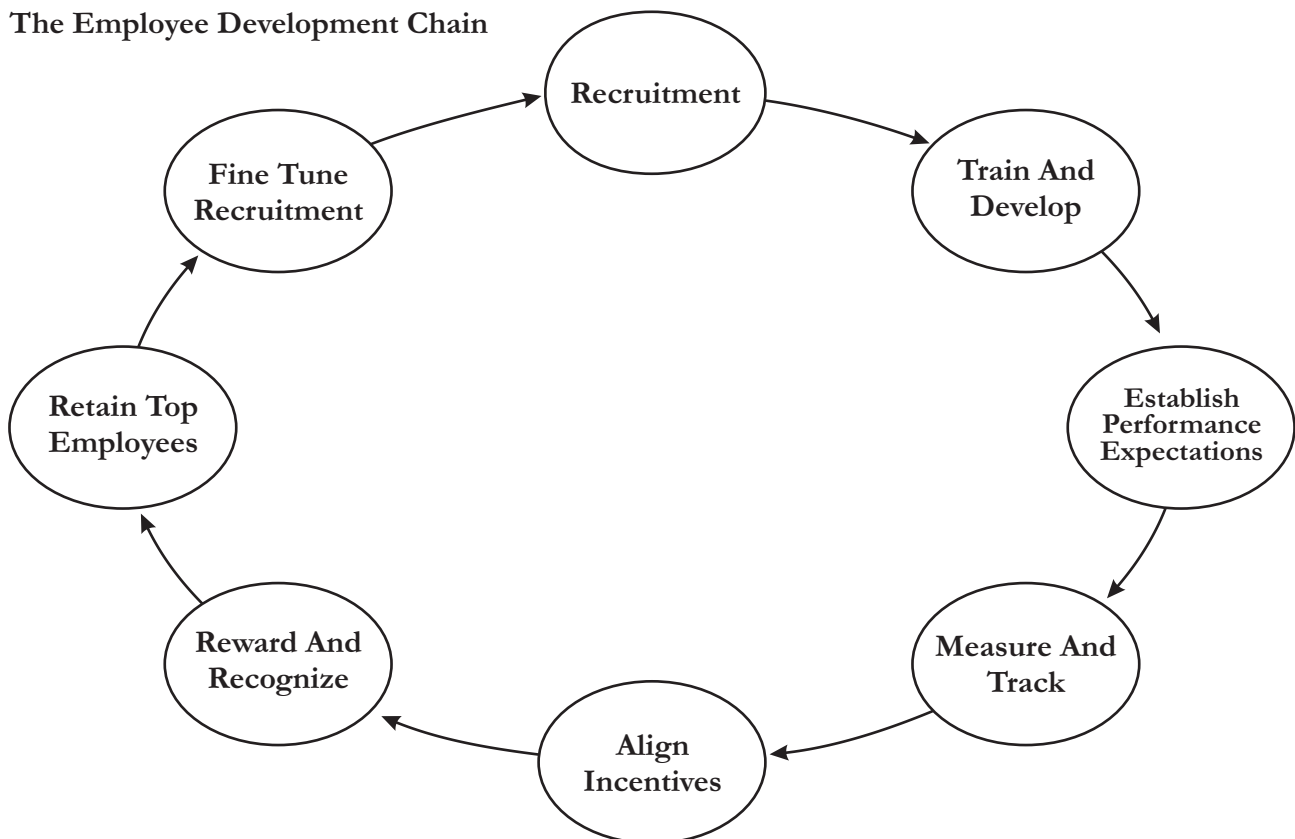 The Employee Development Chain
Recruitment
Train And
Develop
Establish
Performance
Expectations
Measure And
Track
Align
Incentives
Reward And
Recognize
Retain Top
Employees
Fine Tune
Recruitment